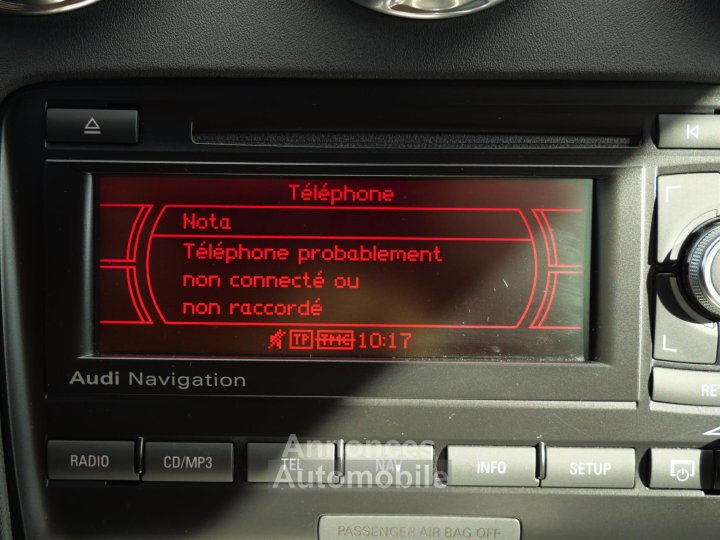 Téléphone
Nota
Téléphone probablement
non connecté ou
non raccordé
TP TMC 10:17
Audi Navigation
RADIO CD/MP3 TEL NAV INFO SETUP
Annonces
Automobile
PASSENGER AIR BAG OFF